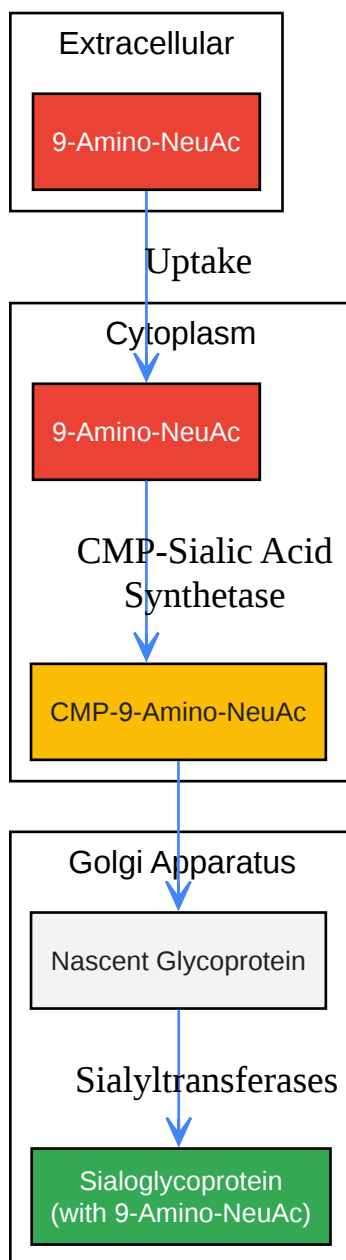 Extracellular
9-Amino-NeuAc
Uptake
Cytoplasm
9-Amino-NeuAc
CMP-Sialic Acid
Synthetase
CMP-9-Amino-NeuAc
Golgi Apparatus
Nascent Glycoprotein
Sialyltransferases
Sialoglycoprotein
(with 9-Amino-NeuAc)